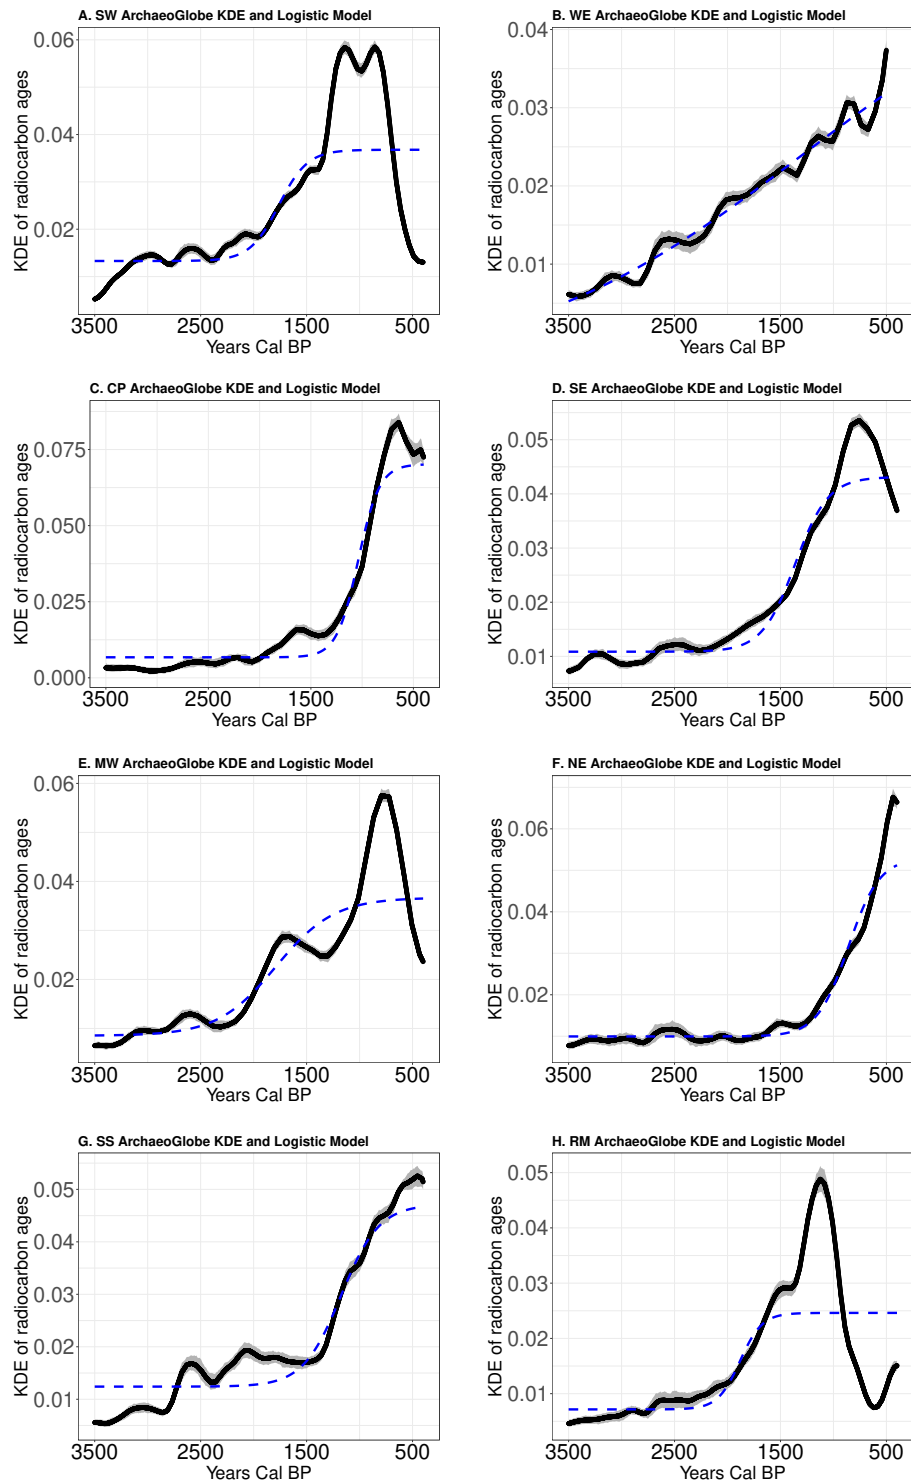 A. SW ArchaeoGlobe KDE and Logistic Model
KDE of radiocarbon ages
0.06
0.04
0.02
3500 2500 1500 500
Years Cal BP
B. WE ArchaeoGlobe KDE and Logistic Model
KDE of radiocarbon ages
0.04
0.03
0.02
0.01
3500 2500 1500 500
Years Cal BP
C. CP ArchaeoGlobe KDE and Logistic Model
KDE of radiocarbon ages
0.075
0.050
0.025
0.000
3500 2500 1500 500
Years Cal BP
D. SE ArchaeoGlobe KDE and Logistic Model
KDE of radiocarbon ages
0.05
0.04
0.03
0.02
0.01
3500 2500 1500 500
Years Cal BP
E. MW ArchaeoGlobe KDE and Logistic Model
KDE of radiocarbon ages
0.06
0.04
0.02
3500 2500 1500 500
Years Cal BP
F. NE ArchaeoGlobe KDE and Logistic Model
KDE of radiocarbon ages
0.06
0.04
0.02
3500 2500 1500 500
Years Cal BP
G. SS ArchaeoGlobe KDE and Logistic Model
KDE of radiocarbon ages
0.05
0.04
0.03
0.02
0.01
3500 2500 1500 500
Years Cal BP
H. RM ArchaeoGlobe KDE and Logistic Model
KDE of radiocarbon ages
0.05
0.04
0.03
0.02
0.01
3500 2500 1500 500
Years Cal BP